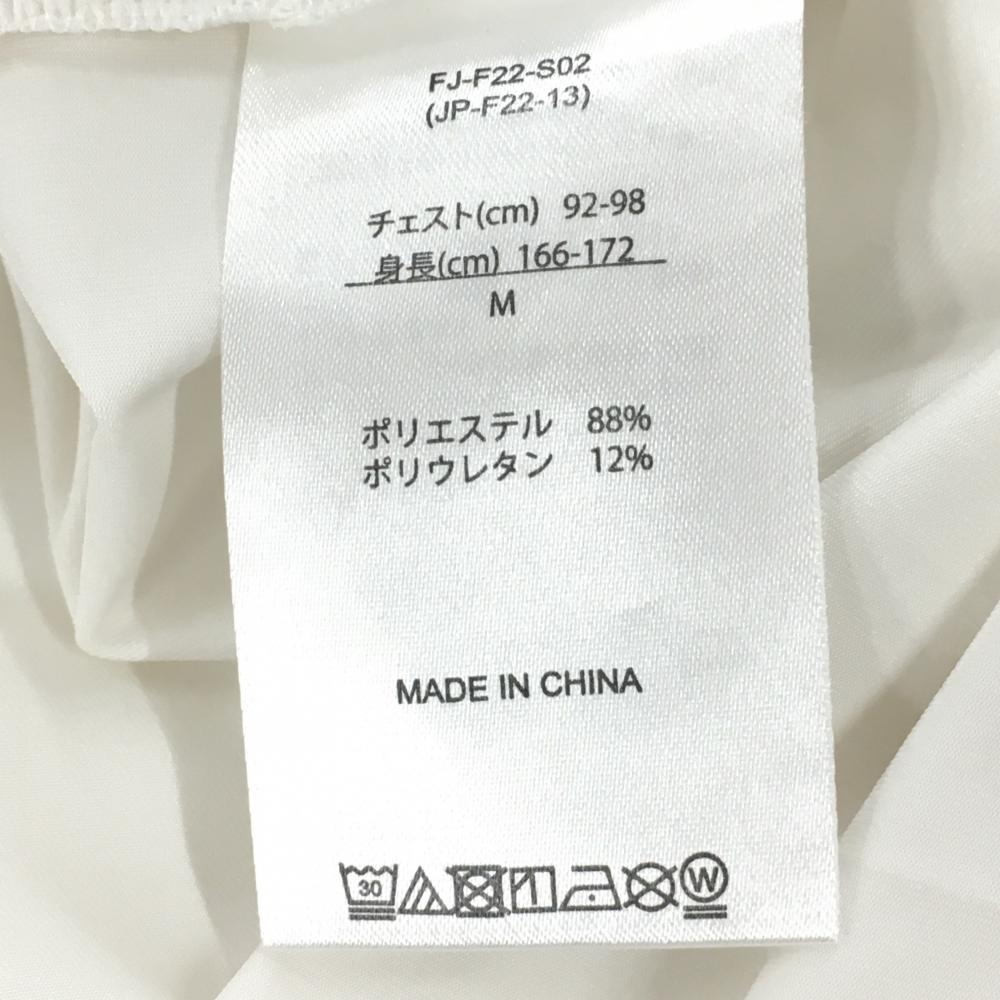 FJ-F22-S02
(JP-F22-13)
チェスト(cm) 92-98
身長(cm) 166-172
M
ポリエステル 88%
ポリウレタン 12%
MADE IN CHINA
30 W